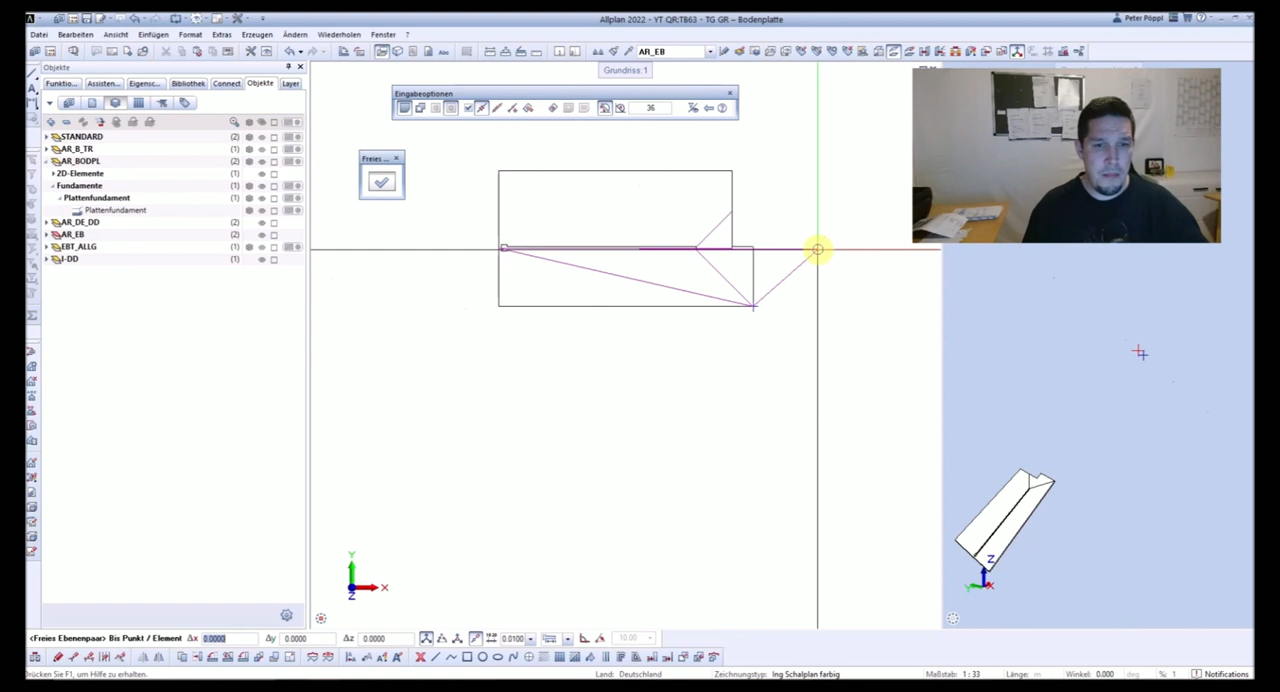 Allplan 2022 - YT QR:TB63 - TG GR – Bodenplatte
Peter Pöppl
Datei Bearbeiten Ansicht Einfügen Format Extras Erzeugen Ändern Wiederholen Fenster ?
Abc
AR_EB
Objekte
Funktio... Assisten... Eigensc... Bibliothek Connect Objekte Layer
STANDARD (2)
AR_B_TR (1)
AR_BODPL (2)
2D-Elemente (1)
Fundamente (1)
Plattenfundament (1)
Plattenfundament
AR_DE_DD (2)
AR_EB (2)
EBT_ALLG (1)
I-DD (1)
Grundriss:1
Eingabeoptionen
36
Freies ...
Y
X
Z
Z
Y
X
<Freies Ebenenpaar> Bis Punkt / Element Δx 0.0000 Δy 0.0000 Δz 0.0000 0.0100 10.00
Drücken Sie F1, um Hilfe zu erhalten. Land: Deutschland Zeichnungstyp: Ing Schalplan farbig Maßstab: 1 : 33 Länge: m Winkel: 0.000 deg %: 1 Notifications